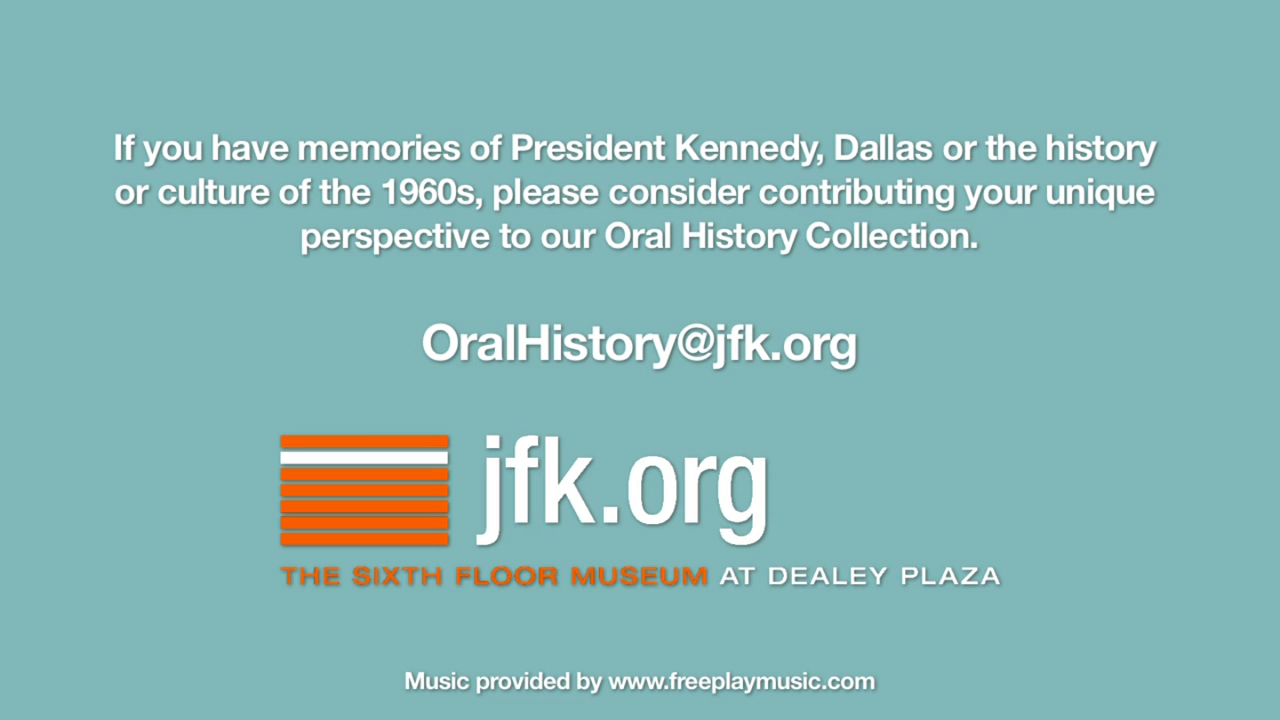 If you have memories of President Kennedy, Dallas or the history
or culture of the 1960s, please consider contributing your unique
perspective to our Oral History Collection.
OralHistory@jfk.org
jfk.org
THE SIXTH FLOOR MUSEUM AT DEALEY PLAZA
Music provided by www.freeplaymusic.com